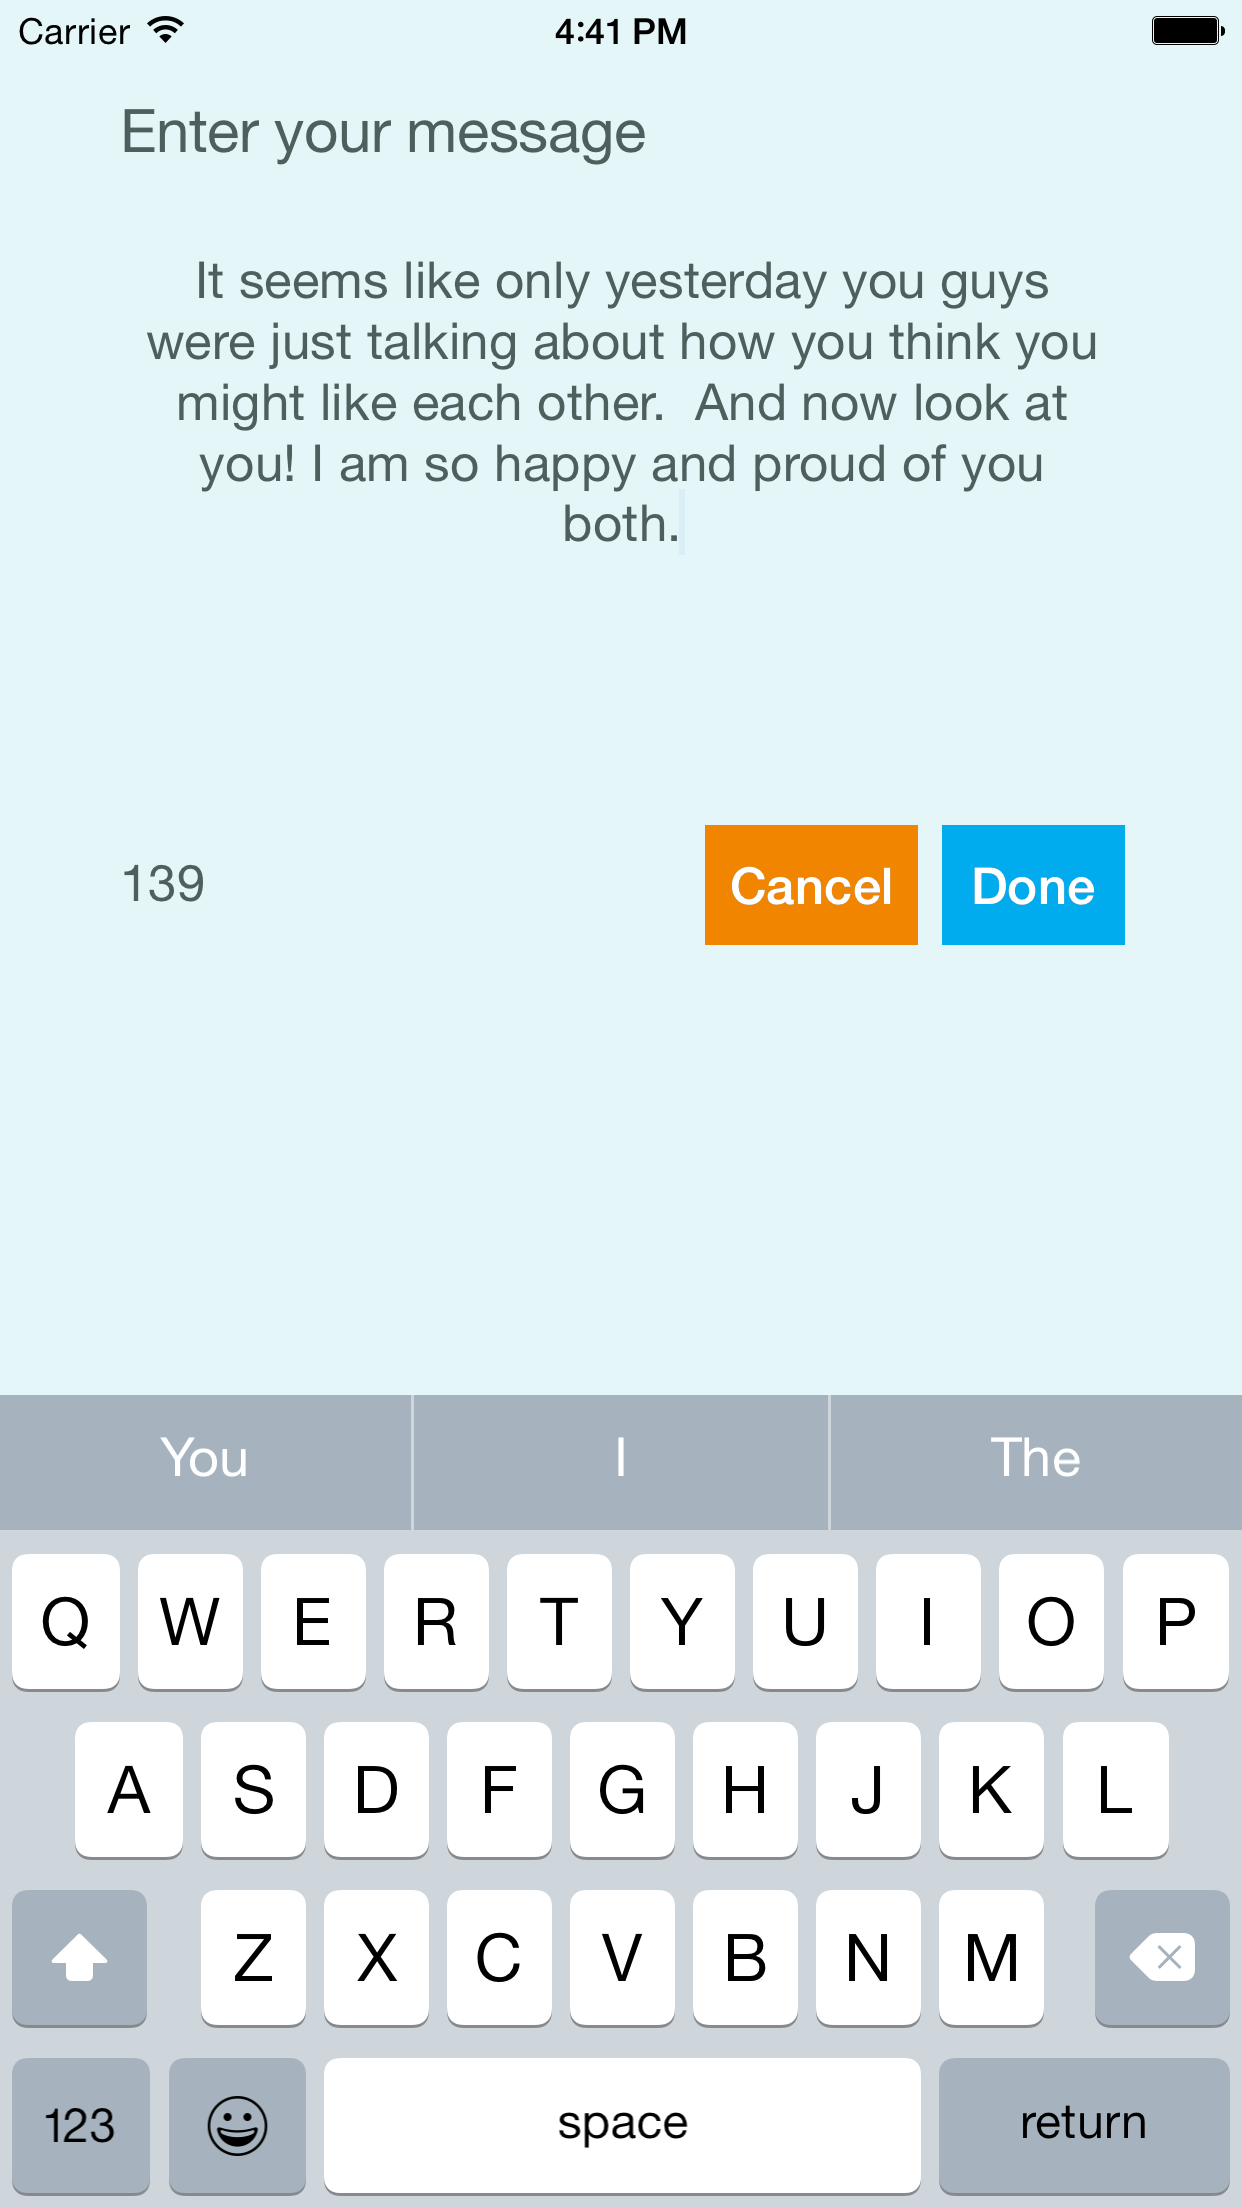 Carrier 4:41 PM
Enter your message
It seems like only yesterday you guys
were just talking about how you think you
might like each other.  And now look at
you! I am so happy and proud of you
both.
139 Cancel Done
You I The
Q W E R T Y U I O P
A S D F G H J K L
Z X C V B N M
123 space return